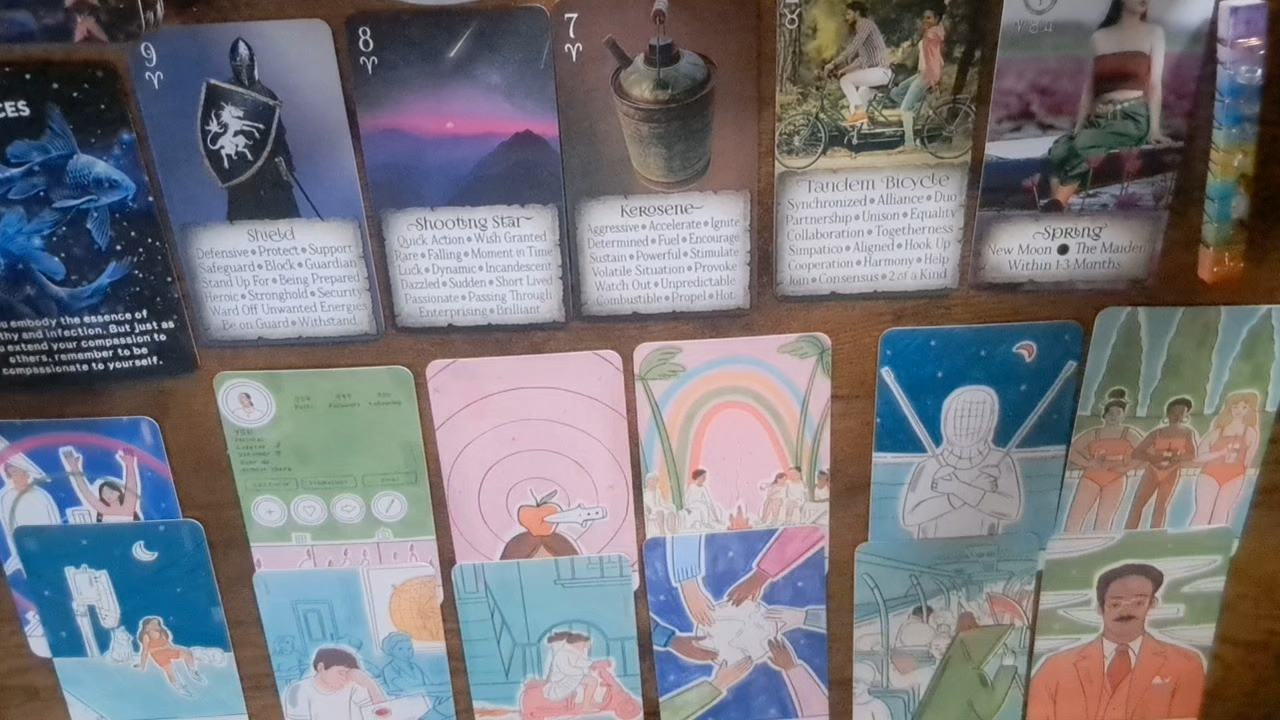 CES
u embody the essence of
thy and infection. But just as
extend your compassion to
others, remember to be
compassionate to yourself.
9
♈
Shield
Defensive • Protect • Support
Safeguard • Block • Guardian
Stand Up For • Being Prepared
Heroic • Stronghold • Security
Ward Off Unwanted Energies
Be on Guard • Withstand
8
♈
Shooting Star
Quick Action • Wish Granted
Rare • Falling • Moment in Time
Luck • Dynamic • Incandescent
Dazzled • Sudden • Short Lived
Passionate • Passing Through
Enterprising • Brilliant
7
♈
Kerosene
Aggressive • Accelerate • Ignite
Determined • Fuel • Encourage
Sustain • Powerful • Stimulate
Volatile Situation • Provoke
Watch Out • Unpredictable
Combustible • Propel • Hot
Tandem Bicycle
Synchronized • Alliance • Duo
Partnership • Unison • Equality
Collaboration • Togetherness
Simpatico • Aligned • Hook Up
Cooperation • Harmony • Help
Join • Consensus • 2 of a Kind
♈ ♉ ♊
Spring
New Moon ● The Maiden
Within 1-3 Months
Posts Followers Following